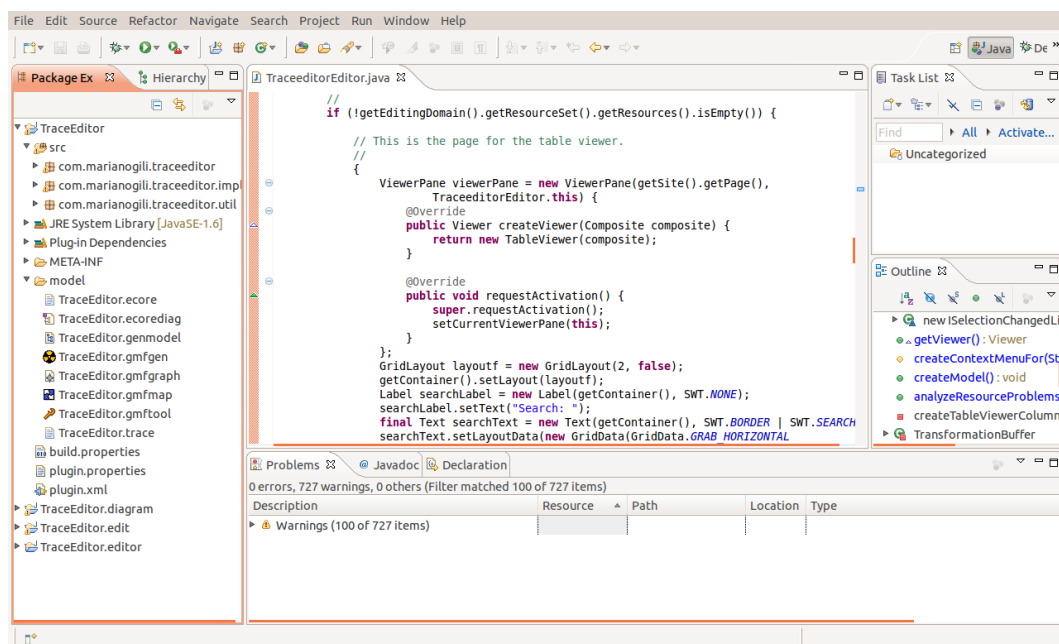 File Edit Source Refactor Navigate Search Project Run Window Help
Java De »
Package Ex Hierarchy
TraceEditor
src
com.marianogili.traceeditor
com.marianogili.traceeditor.impl
com.marianogili.traceeditor.util
JRE System Library [JavaSE-1.6]
Plug-in Dependencies
META-INF
model
TraceEditor.ecore
TraceEditor.ecorediag
TraceEditor.genmodel
TraceEditor.gmfgen
TraceEditor.gmfgraph
TraceEditor.gmfmap
TraceEditor.gmftool
TraceEditor.trace
build.properties
plugin.properties
plugin.xml
TraceEditor.diagram
TraceEditor.edit
TraceEditor.editor
TraceeditorEditor.java
//
if (!getEditingDomain().getResourceSet().getResources().isEmpty()) {
// This is the page for the table viewer.
//
{
ViewerPane viewerPane = new ViewerPane(getSite().getPage(),
TraceeditorEditor.this) {
@Override
public Viewer createViewer(Composite composite) {
return new TableViewer(composite);
}
@Override
public void requestActivation() {
super.requestActivation();
setCurrentViewerPane(this);
}
};
GridLayout layoutf = new GridLayout(2, false);
getContainer().setLayout(layoutf);
Label searchLabel = new Label(getContainer(), SWT.NONE);
searchLabel.setText("Search: ");
final Text searchText = new Text(getContainer(), SWT.BORDER | SWT.SEARCH
searchText.setLayoutData(new GridData(GridData.GRAB_HORIZONTAL
Task List
Find All Activate...
Uncategorized
Outline
new ISelectionChangedLi
getViewer() : Viewer
createContextMenuFor(St
createModel() : void
analyzeResourceProblems
createTableViewerColumn
TransformationBuffer
Problems @ Javadoc Declaration
0 errors, 727 warnings, 0 others (Filter matched 100 of 727 items)
Description Resource Path Location Type
Warnings (100 of 727 items)